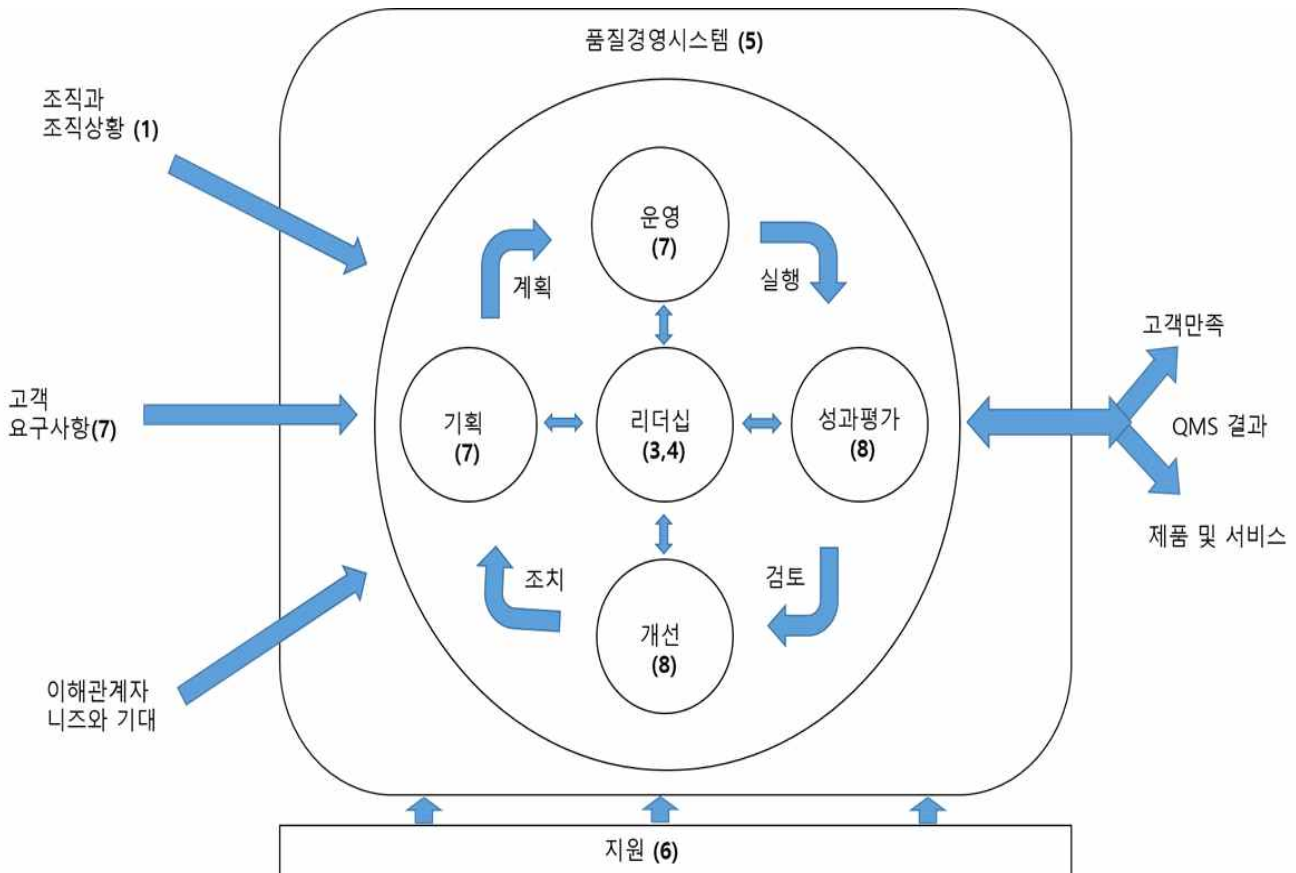 품질경영시스템 (5)
조직과
조직상황 (1)
운영
(7)
계획
실행
고객만족
고객
요구사항(7)
기획
(7)
리더십
(3,4)
성과평가
(8)
QMS 결과
제품 및 서비스
조치
검토
개선
(8)
이해관계자
니즈와 기대
지원 (6)